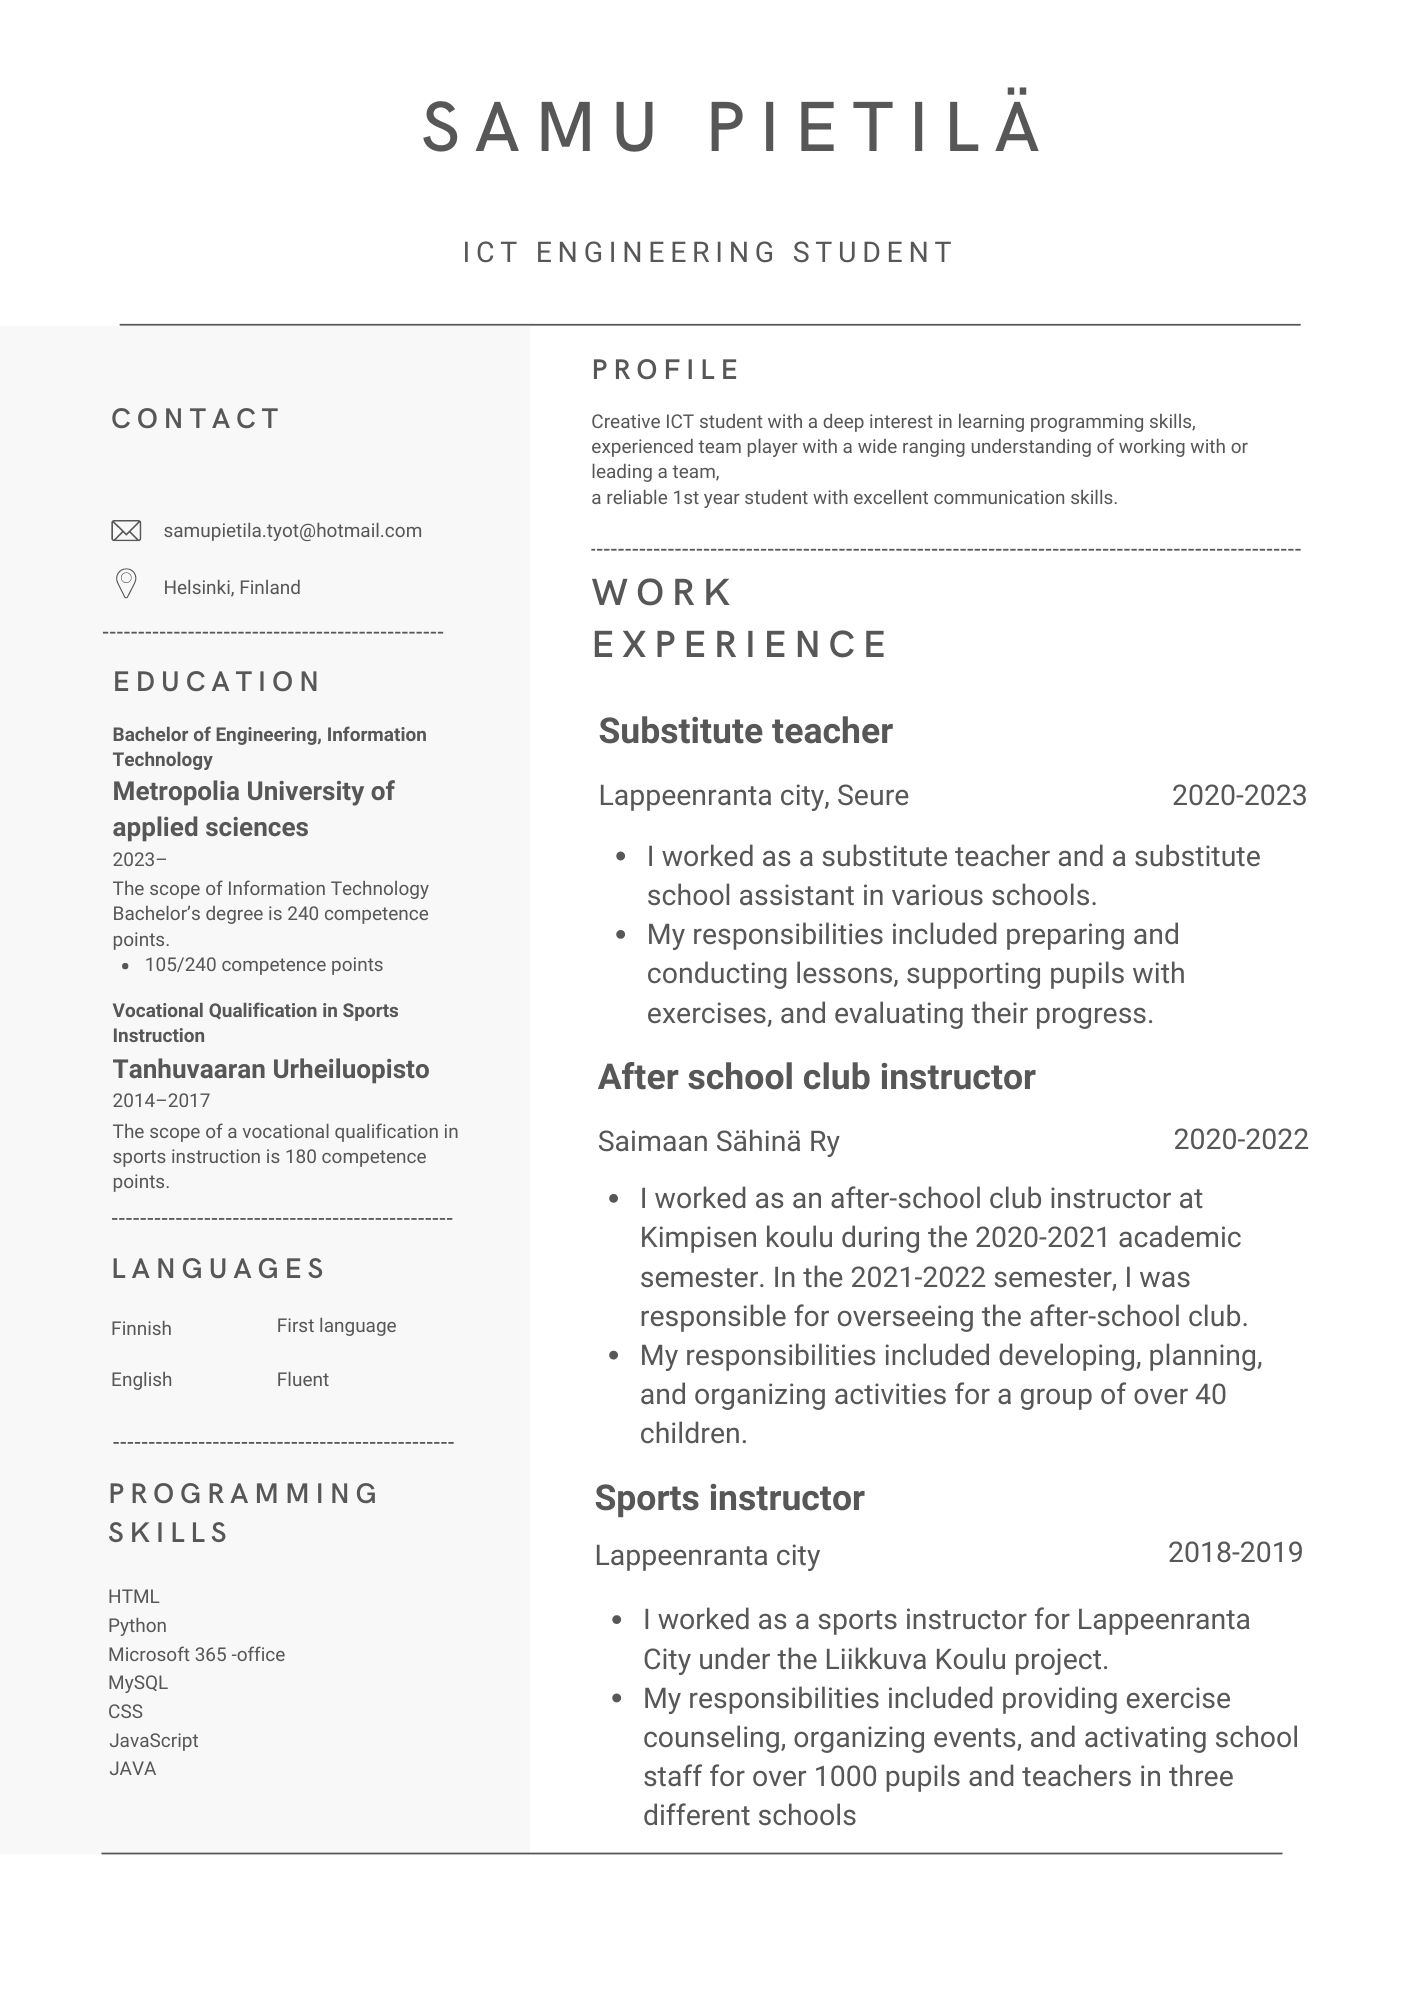 SAMU PIETILÄ
ICT ENGINEERING STUDENT
CONTACT
samupietila.tyot@hotmail.com
Helsinki, Finland
EDUCATION
Bachelor of Engineering, Information
Technology
Metropolia University of
applied sciences
2023–
The scope of Information Technology
Bachelor’s degree is 240 competence
points.
• 105/240 competence points
Vocational Qualification in Sports
Instruction
Tanhuvaaran Urheiluopisto
2014–2017
The scope of a vocational qualification in
sports instruction is 180 competence
points.
LANGUAGES
Finnish First language
English Fluent
PROGRAMMING
SKILLS
HTML
Python
Microsoft 365 -office
MySQL
CSS
JavaScript
JAVA
PROFILE
Creative ICT student with a deep interest in learning programming skills,
experienced team player with a wide ranging understanding of working with or
leading a team,
a reliable 1st year student with excellent communication skills.
WORK
EXPERIENCE
Substitute teacher
Lappeenranta city, Seure 2020-2023
• I worked as a substitute teacher and a substitute
school assistant in various schools.
• My responsibilities included preparing and
conducting lessons, supporting pupils with
exercises, and evaluating their progress.
After school club instructor
Saimaan Sähinä Ry 2020-2022
• I worked as an after-school club instructor at
Kimpisen koulu during the 2020-2021 academic
semester. In the 2021-2022 semester, I was
responsible for overseeing the after-school club.
• My responsibilities included developing, planning,
and organizing activities for a group of over 40
children.
Sports instructor
Lappeenranta city 2018-2019
• I worked as a sports instructor for Lappeenranta
City under the Liikkuva Koulu project.
• My responsibilities included providing exercise
counseling, organizing events, and activating school
staff for over 1000 pupils and teachers in three
different schools